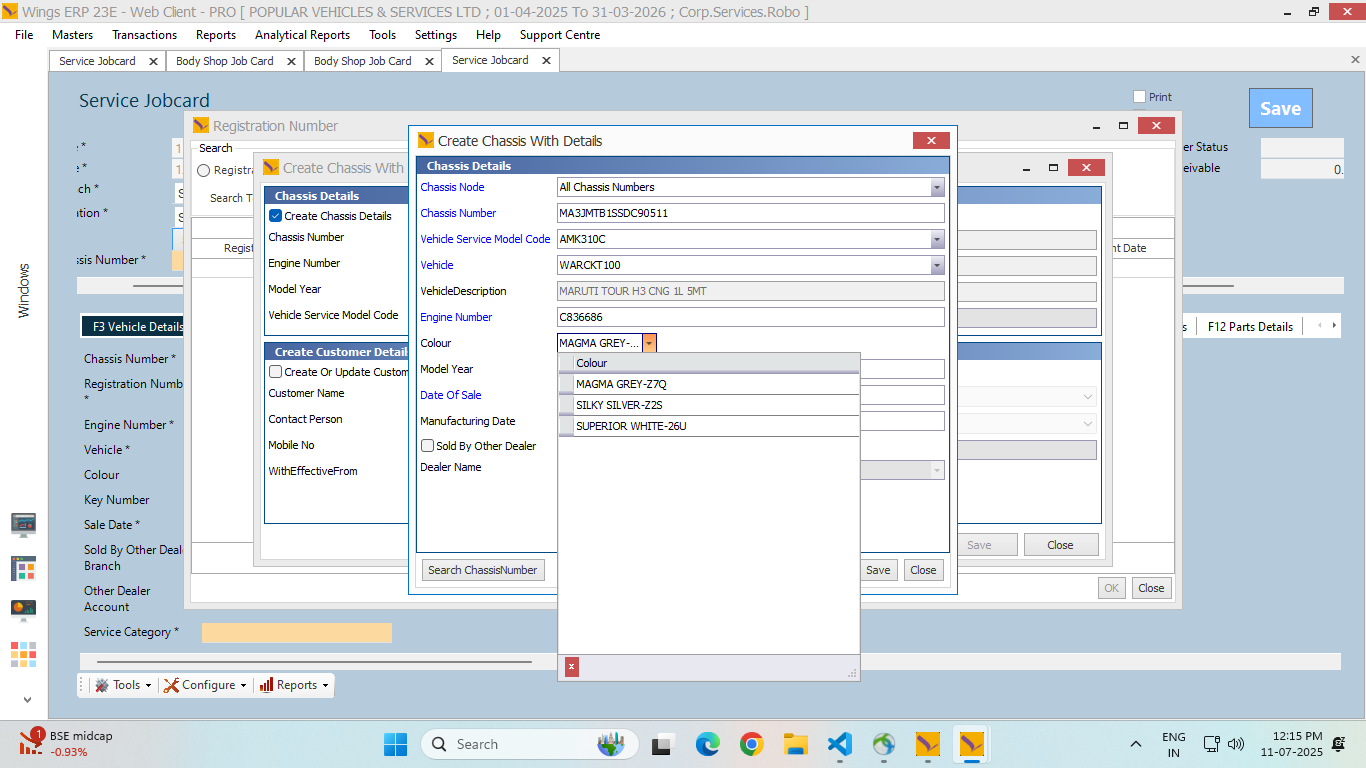 Wings ERP 23E - Web Client - PRO [ POPULAR VEHICLES & SERVICES LTD ; 01-04-2025 To 31-03-2026 ; Corp.Services.Robo ]
File Masters Transactions Reports Analytical Reports Tools Settings Help Support Centre
Service Jobcard Body Shop Job Card Body Shop Job Card Service Jobcard
Service Jobcard
Print
Save
Registration Number
Search
Registra
Search T
Regist
nt Date
er Status
eivable
0.
ch *
ation *
ssis Number *
Create Chassis With
Chassis Details
Create Chassis Details
Chassis Number
Engine Number
Model Year
Vehicle Service Model Code
Create Customer Details
Create Or Update Custom
Customer Name
Contact Person
Mobile No
WithEffectiveFrom
Save Close
OK Close
Create Chassis With Details
Chassis Details
Chassis Node All Chassis Numbers
Chassis Number MA3JMTB1SSDC90511
Vehicle Service Model Code AMK310C
Vehicle WARCKT100
VehicleDescription MARUTI TOUR H3 CNG 1L 5MT
Engine Number C836686
Colour MAGMA GREY-...
Colour
MAGMA GREY-Z7Q
SILKY SILVER-Z2S
SUPERIOR WHITE-26U
Model Year
Date Of Sale
Manufacturing Date
Sold By Other Dealer
Dealer Name
Search ChassisNumber Save Close
F3 Vehicle Details
s F12 Parts Details
Chassis Number *
Registration Numb
*
Engine Number *
Vehicle *
Colour
Key Number
Sale Date *
Sold By Other Deal
Branch
Other Dealer
Account
Service Category *
Tools Configure Reports
Windows
1
BSE midcap
-0.93%
Search
ENG
IN
12:15 PM
11-07-2025